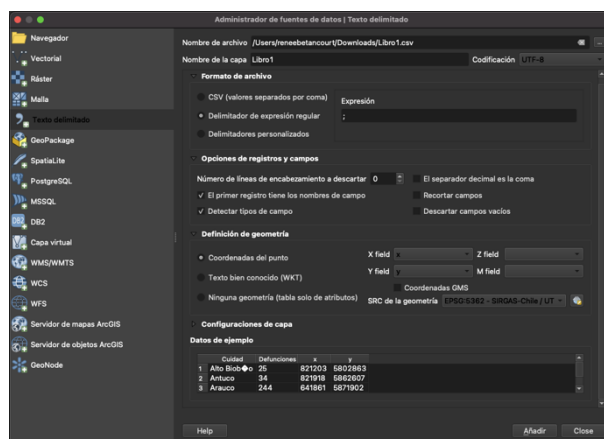 Administrador de fuentes de datos | Texto delimitado
Navegador
Vectorial
Ráster
Malla
Texto delimitado
GeoPackage
SpatiaLite
PostgreSQL
MSSQL
DB2
Capa virtual
WMS/WMTS
WCS
WFS
Servidor de mapas ArcGIS
Servidor de objetos ArcGIS
GeoNode
Nombre de archivo /Users/reneebetancourt/Downloads/Libro1.csv
Nombre de la capa Libro1 Codificación UTF-8
Formato de archivo
CSV (valores separados por coma)
Delimitador de expresión regular
Delimitadores personalizados
Expresión
;
Opciones de registros y campos
Número de líneas de encabezamiento a descartar 0
El separador decimal es la coma
El primer registro tiene los nombres de campo
Recortar campos
Detectar tipos de campo
Descartar campos vacíos
Definición de geometría
Coordenadas del punto
Texto bien conocido (WKT)
Ninguna geometría (tabla solo de atributos)
X field x Z field
Y field y M field
Coordenadas GMS
SRC de la geometría EPSG:5362 - SIRGAS-Chile / UT
Configuraciones de capa
Datos de ejemplo
Cuidad Defunciones x y
1 Alto Biob�o 25 821203 5802863
2 Antuco 34 821918 5862607
3 Arauco 244 641861 5871902
Help Añadir Close